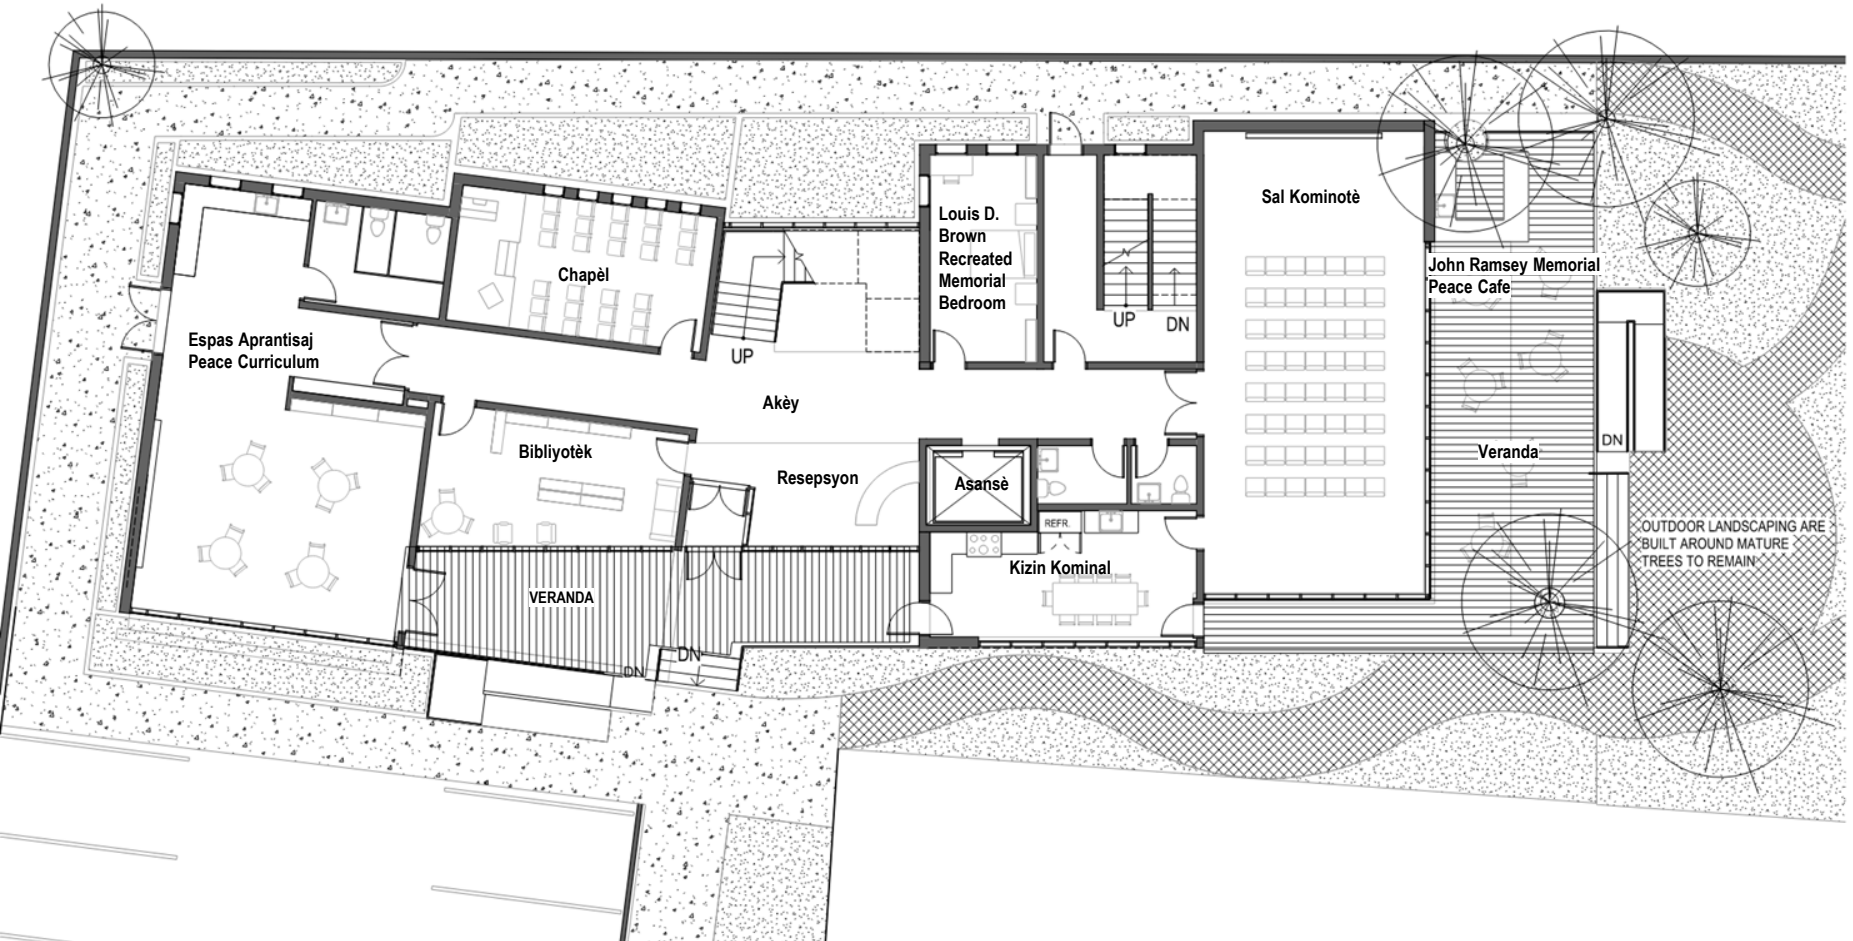 Louis D.
Brown
Recreated
Memorial
Bedroom
Sal Kominotè
Chapèl
John Ramsey Memorial
Peace Cafe
UP
DN
Espas Aprantisaj
Peace Curriculum
UP
Akèy
DN
Bibliyotèk
Veranda
Resepsyon
Asansè
REFR.
OUTDOOR LANDSCAPING ARE
BUILT AROUND MATURE
TREES TO REMAIN
Kizin Kominal
VERANDA
DN
DN